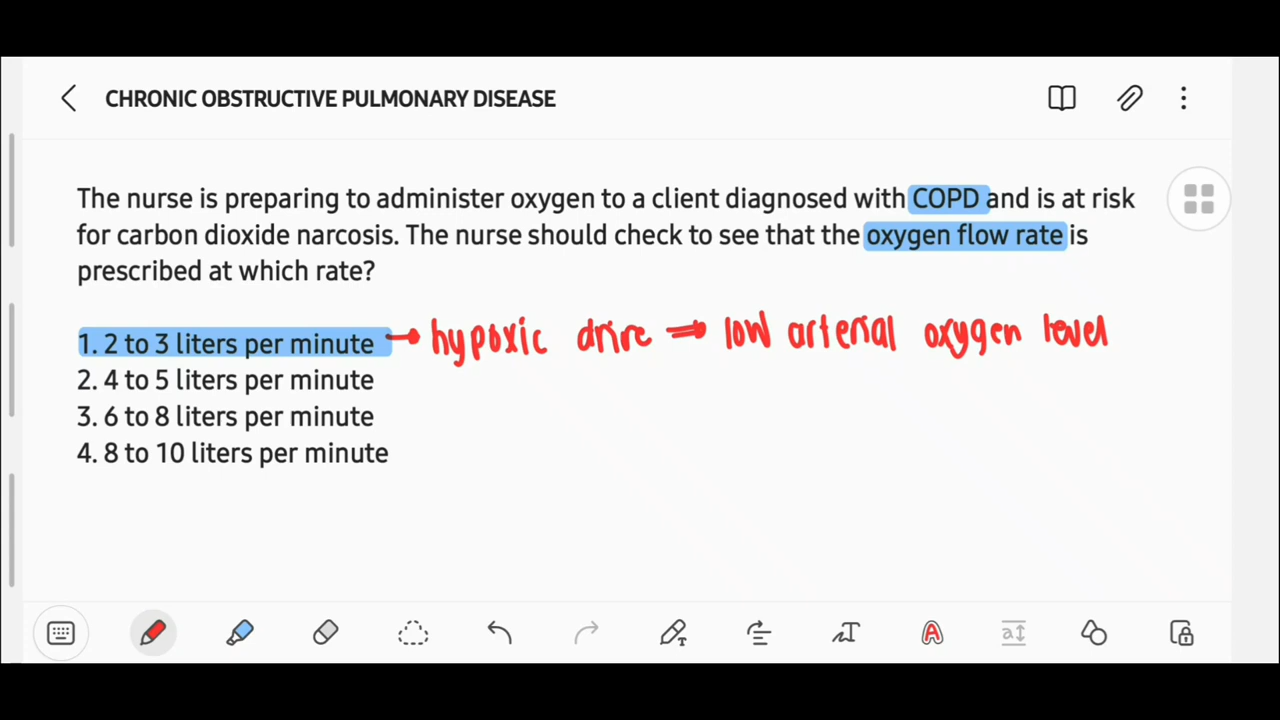 CHRONIC OBSTRUCTIVE PULMONARY DISEASE
The nurse is preparing to administer oxygen to a client diagnosed with COPD and is at risk
for carbon dioxide narcosis. The nurse should check to see that the oxygen flow rate is
prescribed at which rate?
1. 2 to 3 liters per minute → hypoxic drive ⇒ low arterial oxygen level
2. 4 to 5 liters per minute
3. 6 to 8 liters per minute
4. 8 to 10 liters per minute